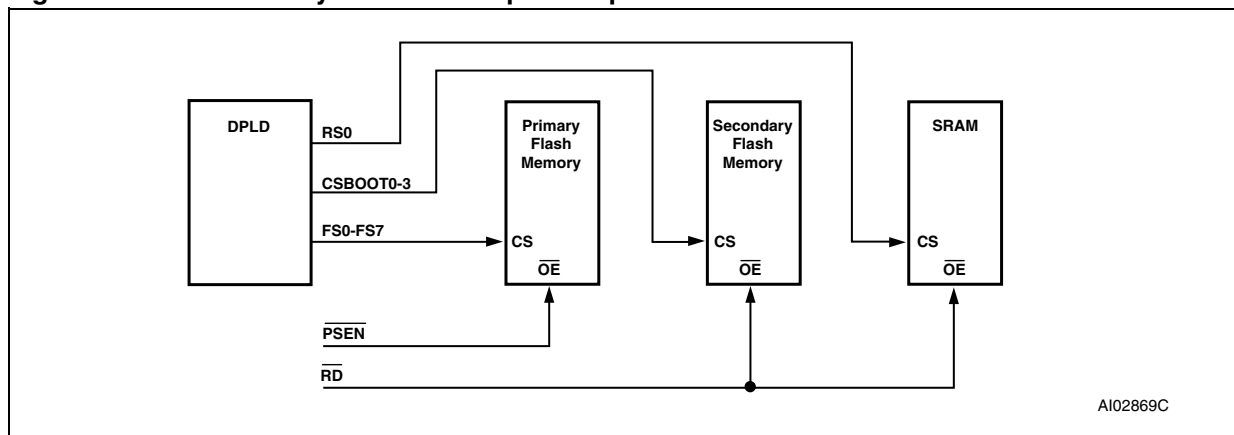 DPLD
RS0
CSBOOT0-3
FS0-FS7
Primary
Flash
Memory
CS
OE
Secondary
Flash
Memory
CS
OE
SRAM
CS
OE
PSEN
RD
AI02869C